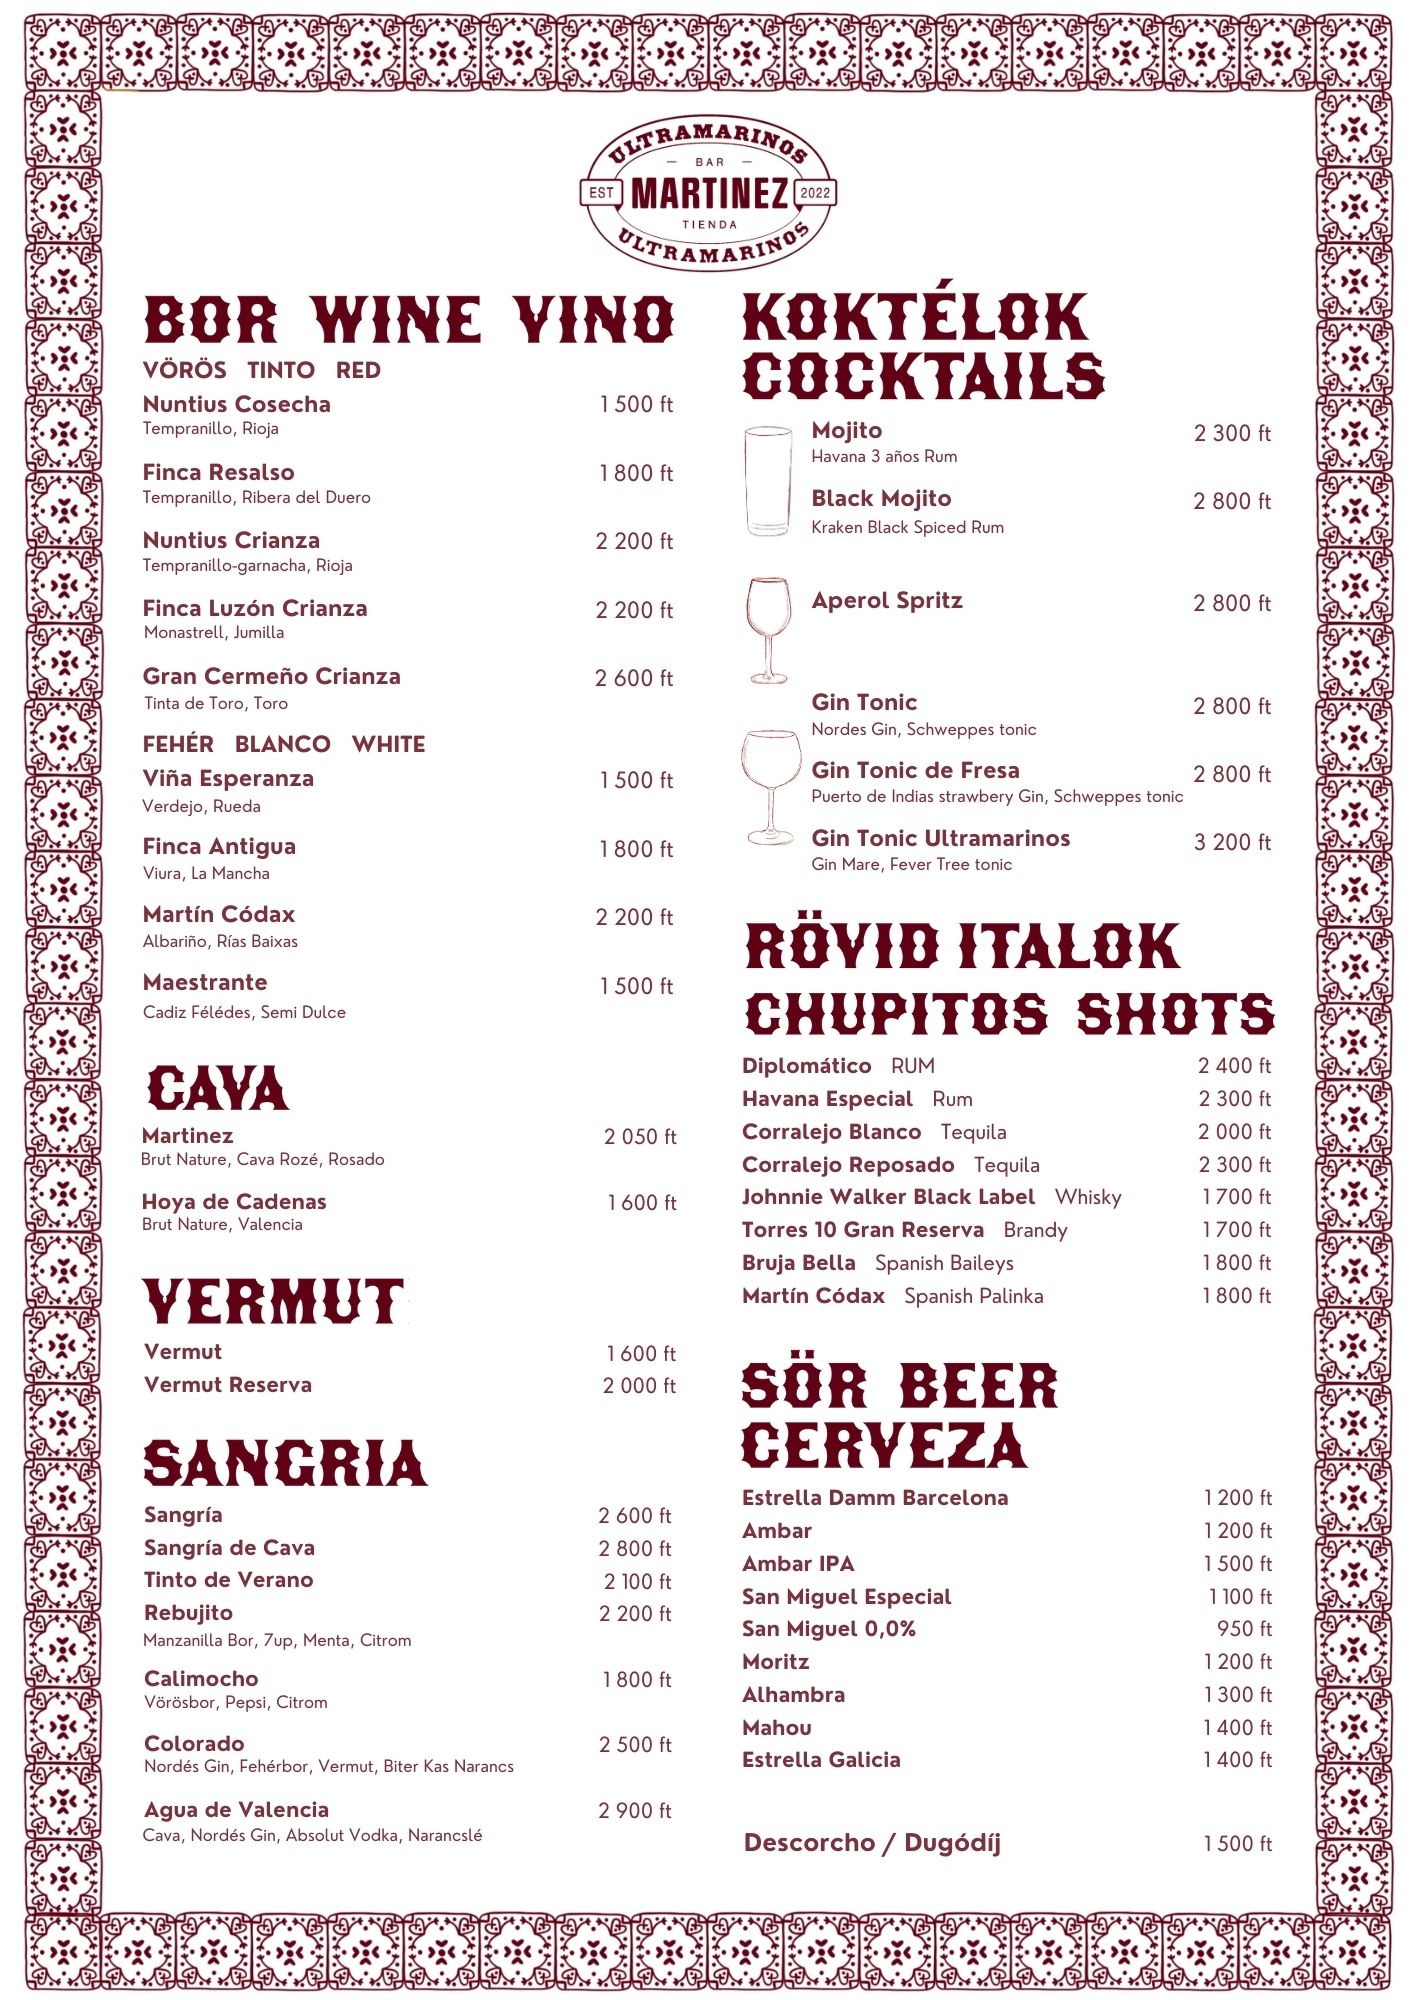 ULTRAMARINOS
BAR
EST MARTINEZ 2022
TIENDA
ULTRAMARINOS
BOR WINE VINO
VÖRÖS TINTO RED
Nuntius Cosecha 1 500 ft
Tempranillo, Rioja
Finca Resalso 1 800 ft
Tempranillo, Ribera del Duero
Nuntius Crianza 2 200 ft
Tempranillo-garnacha, Rioja
Finca Luzón Crianza 2 200 ft
Monastrell, Jumilla
Gran Cermeño Crianza 2 600 ft
Tinta de Toro, Toro
FEHÉR BLANCO WHITE
Viña Esperanza 1 500 ft
Verdejo, Rueda
Finca Antigua 1 800 ft
Viura, La Mancha
Martín Códax 2 200 ft
Albariño, Rías Baixas
Maestrante 1 500 ft
Cadiz Félédes, Semi Dulce
CAVA
Martinez 2 050 ft
Brut Nature, Cava Rozé, Rosado
Hoya de Cadenas 1 600 ft
Brut Nature, Valencia
VERMUT
Vermut 1 600 ft
Vermut Reserva 2 000 ft
SANGRIA
Sangría 2 600 ft
Sangría de Cava 2 800 ft
Tinto de Verano 2 100 ft
Rebujito 2 200 ft
Manzanilla Bor, 7up, Menta, Citrom
Calimocho 1 800 ft
Vörösbor, Pepsi, Citrom
Colorado 2 500 ft
Nordés Gin, Fehérbor, Vermut, Biter Kas Narancs
Agua de Valencia 2 900 ft
Cava, Nordés Gin, Absolut Vodka, Narancslé
KOKTÉLOK
COCKTAILS
Mojito 2 300 ft
Havana 3 años Rum
Black Mojito 2 800 ft
Kraken Black Spiced Rum
Aperol Spritz 2 800 ft
Gin Tonic 2 800 ft
Nordes Gin, Schweppes tonic
Gin Tonic de Fresa 2 800 ft
Puerto de Indias strawbery Gin, Schweppes tonic
Gin Tonic Ultramarinos 3 200 ft
Gin Mare, Fever Tree tonic
RÖVID ITALOK
CHUPITOS SHOTS
Diplomático RUM 2 400 ft
Havana Especial Rum 2 300 ft
Corralejo Blanco Tequila 2 000 ft
Corralejo Reposado Tequila 2 300 ft
Johnnie Walker Black Label Whisky 1 700 ft
Torres 10 Gran Reserva Brandy 1 700 ft
Bruja Bella Spanish Baileys 1 800 ft
Martín Códax Spanish Palinka 1 800 ft
SÖR BEER
CERVEZA
Estrella Damm Barcelona 1 200 ft
Ambar 1 200 ft
Ambar IPA 1 500 ft
San Miguel Especial 1 100 ft
San Miguel 0,0% 950 ft
Moritz 1 200 ft
Alhambra 1 300 ft
Mahou 1 400 ft
Estrella Galicia 1 400 ft
Descorcho / Dugódíj 1 500 ft